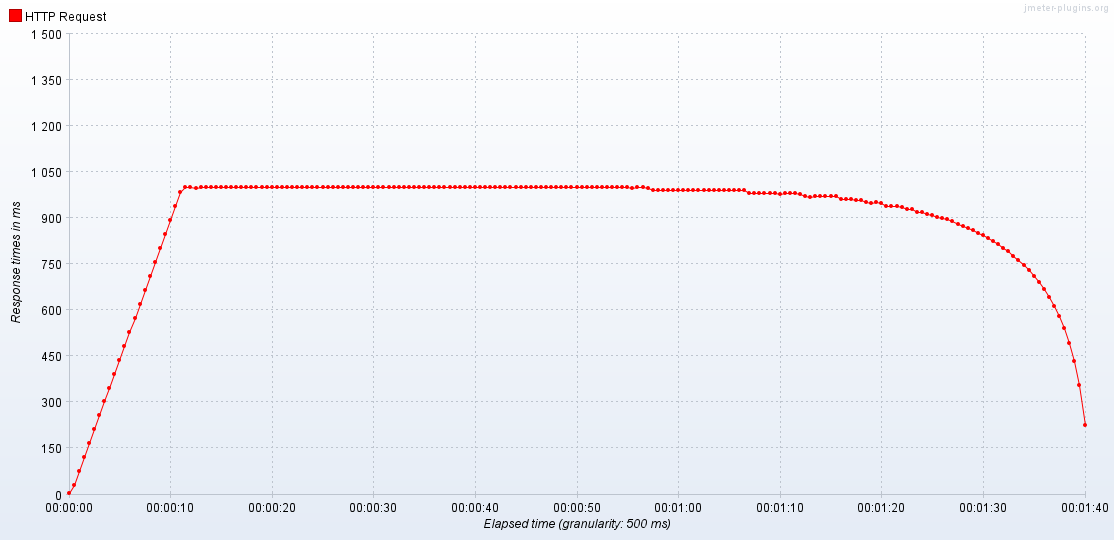 jmeter-plugins.org
HTTP Request
1 500
1 350
1 200
1 050
900
750
600
450
300
150
0
Response times in ms
00:00:00 00:00:10 00:00:20 00:00:30 00:00:40 00:00:50 00:01:00 00:01:10 00:01:20 00:01:30 00:01:40
Elapsed time (granularity: 500 ms)